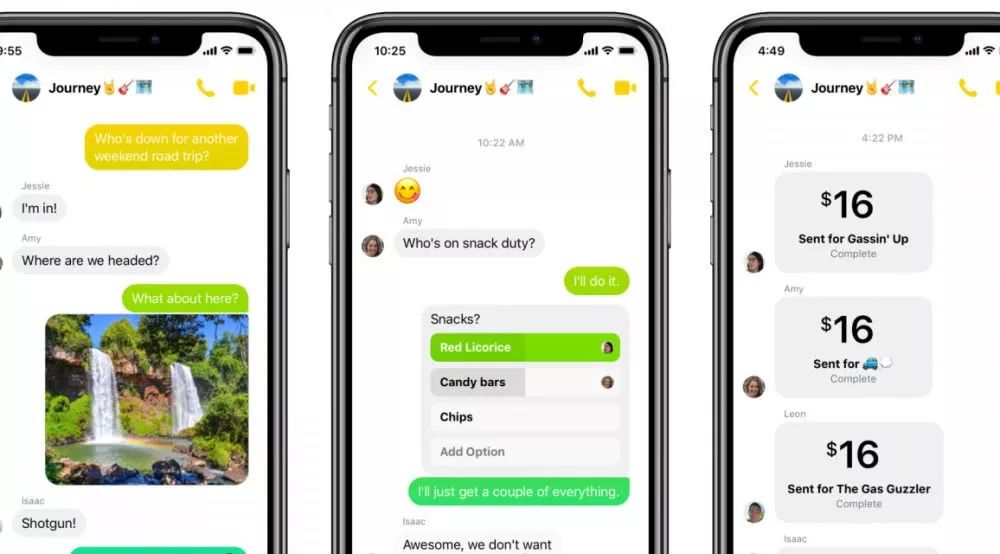 9:55
Journey🤘🎸🌉
Who's down for another
weekend road trip?
Jessie
I'm in!
Amy
Where are we headed?
What about here?
Isaac
Shotgun!
10:25
Journey🤘🎸🌉
10:22 AM
Jessie
😋
Amy
Who's on snack duty?
I'll do it.
Snacks?
Red Licorice
Candy bars
Chips
Add Option
I'll just get a couple of everything.
Isaac
Awesome, we don't want
4:49
Journey🤘🎸🌉
4:22 PM
Jessie
$16
Sent for Gassin' Up
Complete
Amy
$16
Sent for 🚙💨
Complete
Leon
$16
Sent for The Gas Guzzler
Complete
Isaac